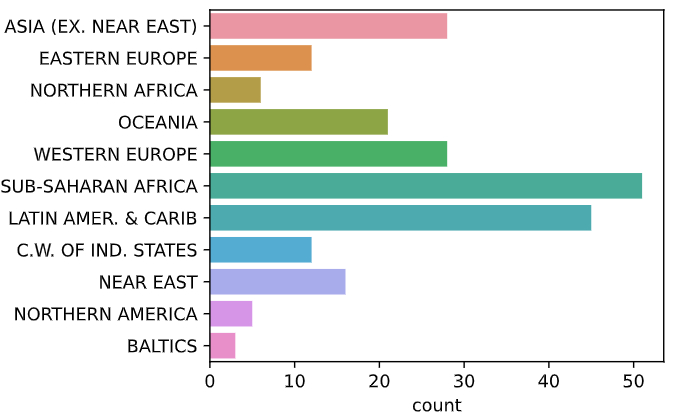 ASIA (EX. NEAR EAST)
EASTERN EUROPE
NORTHERN AFRICA
OCEANIA
WESTERN EUROPE
SUB-SAHARAN AFRICA
LATIN AMER. & CARIB
C.W. OF IND. STATES
NEAR EAST
NORTHERN AMERICA
BALTICS
0 10 20 30 40 50
count